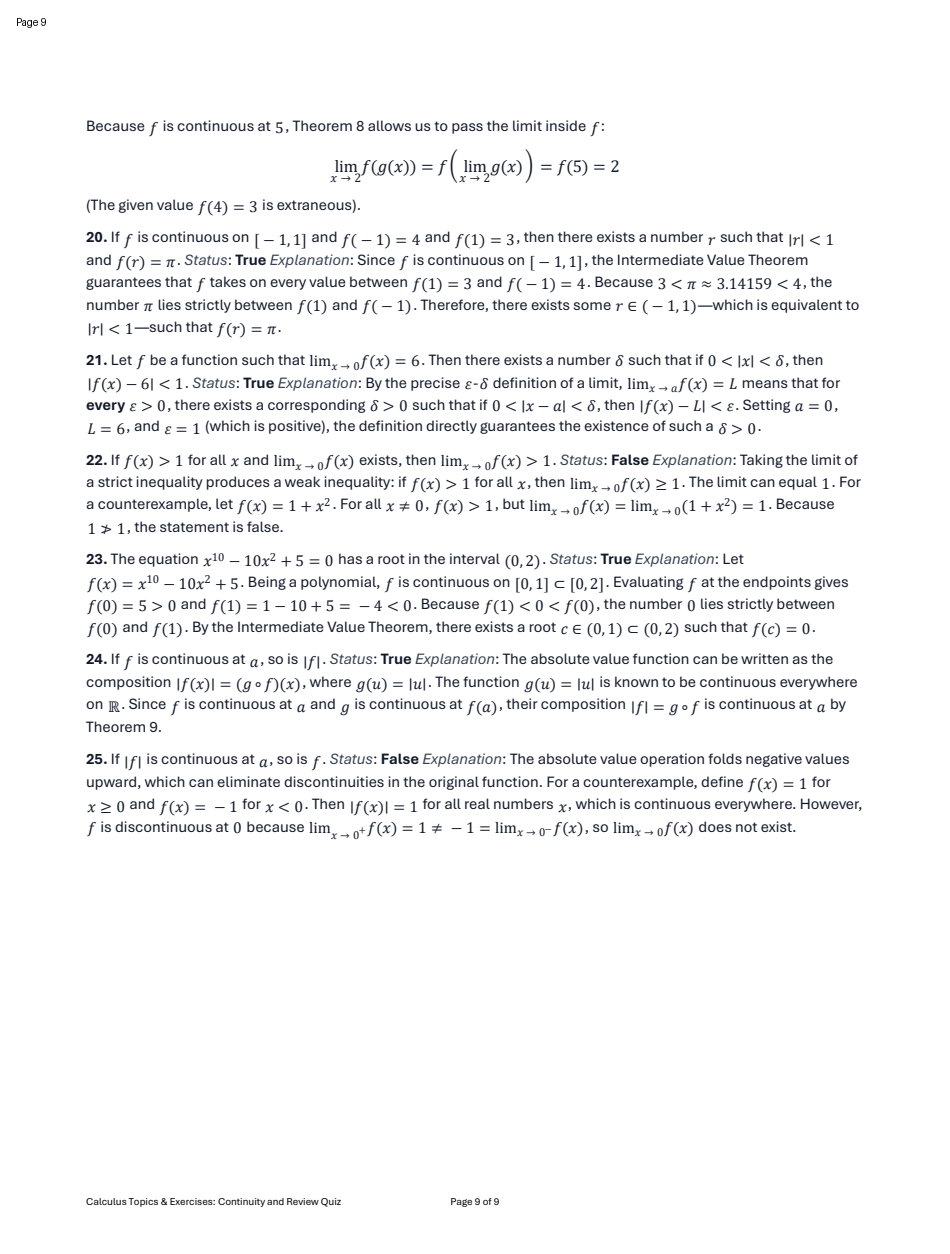 Page 9
Because f is continuous at 5, Theorem 8 allows us to pass the limit inside f:
lim x→2 f(g(x)) = f( lim x→2 g(x) ) = f(5) = 2
(The given value f(4) = 3 is extraneous).
20. If f is continuous on [ − 1,1] and f( − 1) = 4 and f(1) = 3, then there exists a number r such that |r| < 1
and f(r) = π. Status: True Explanation: Since f is continuous on [ − 1,1], the Intermediate Value Theorem
guarantees that f takes on every value between f(1) = 3 and f( − 1) = 4. Because 3 < π ≈ 3.14159 < 4, the
number π lies strictly between f(1) and f( − 1). Therefore, there exists some r ∈ ( − 1,1)—which is equivalent to
|r| < 1—such that f(r) = π.
21. Let f be a function such that lim x→0 f(x) = 6. Then there exists a number δ such that if 0 < |x| < δ, then
|f(x) − 6| < 1. Status: True Explanation: By the precise ε-δ definition of a limit, lim x→a f(x) = L means that for
every ε > 0, there exists a corresponding δ > 0 such that if 0 < |x − a| < δ, then |f(x) − L| < ε. Setting a = 0,
L = 6, and ε = 1 (which is positive), the definition directly guarantees the existence of such a δ > 0.
22. If f(x) > 1 for all x and lim x→0 f(x) exists, then lim x→0 f(x) > 1. Status: False Explanation: Taking the limit of
a strict inequality produces a weak inequality: if f(x) > 1 for all x, then lim x→0 f(x) ≥ 1. The limit can equal 1. For
a counterexample, let f(x) = 1 + x². For all x ≠ 0, f(x) > 1, but lim x→0 f(x) = lim x→0 (1 + x²) = 1. Because
1 ≯ 1, the statement is false.
23. The equation x¹⁰ − 10x² + 5 = 0 has a root in the interval (0,2). Status: True Explanation: Let
f(x) = x¹⁰ − 10x² + 5. Being a polynomial, f is continuous on [0,1] ⊂ [0,2]. Evaluating f at the endpoints gives
f(0) = 5 > 0 and f(1) = 1 − 10 + 5 = − 4 < 0. Because f(1) < 0 < f(0), the number 0 lies strictly between
f(0) and f(1). By the Intermediate Value Theorem, there exists a root c ∈ (0,1) ⊂ (0,2) such that f(c) = 0.
24. If f is continuous at a, so is |f|. Status: True Explanation: The absolute value function can be written as the
composition |f(x)| = (g ∘ f)(x), where g(u) = |u|. The function g(u) = |u| is known to be continuous everywhere
on ℝ. Since f is continuous at a and g is continuous at f(a), their composition |f| = g ∘ f is continuous at a by
Theorem 9.
25. If |f| is continuous at a, so is f. Status: False Explanation: The absolute value operation folds negative values
upward, which can eliminate discontinuities in the original function. For a counterexample, define f(x) = 1 for
x ≥ 0 and f(x) = − 1 for x < 0. Then |f(x)| = 1 for all real numbers x, which is continuous everywhere. However,
f is discontinuous at 0 because lim x→0⁺ f(x) = 1 ≠ − 1 = lim x→0⁻ f(x), so lim x→0 f(x) does not exist.
Calculus Topics & Exercises: Continuity and Review Quiz Page 9 of 9